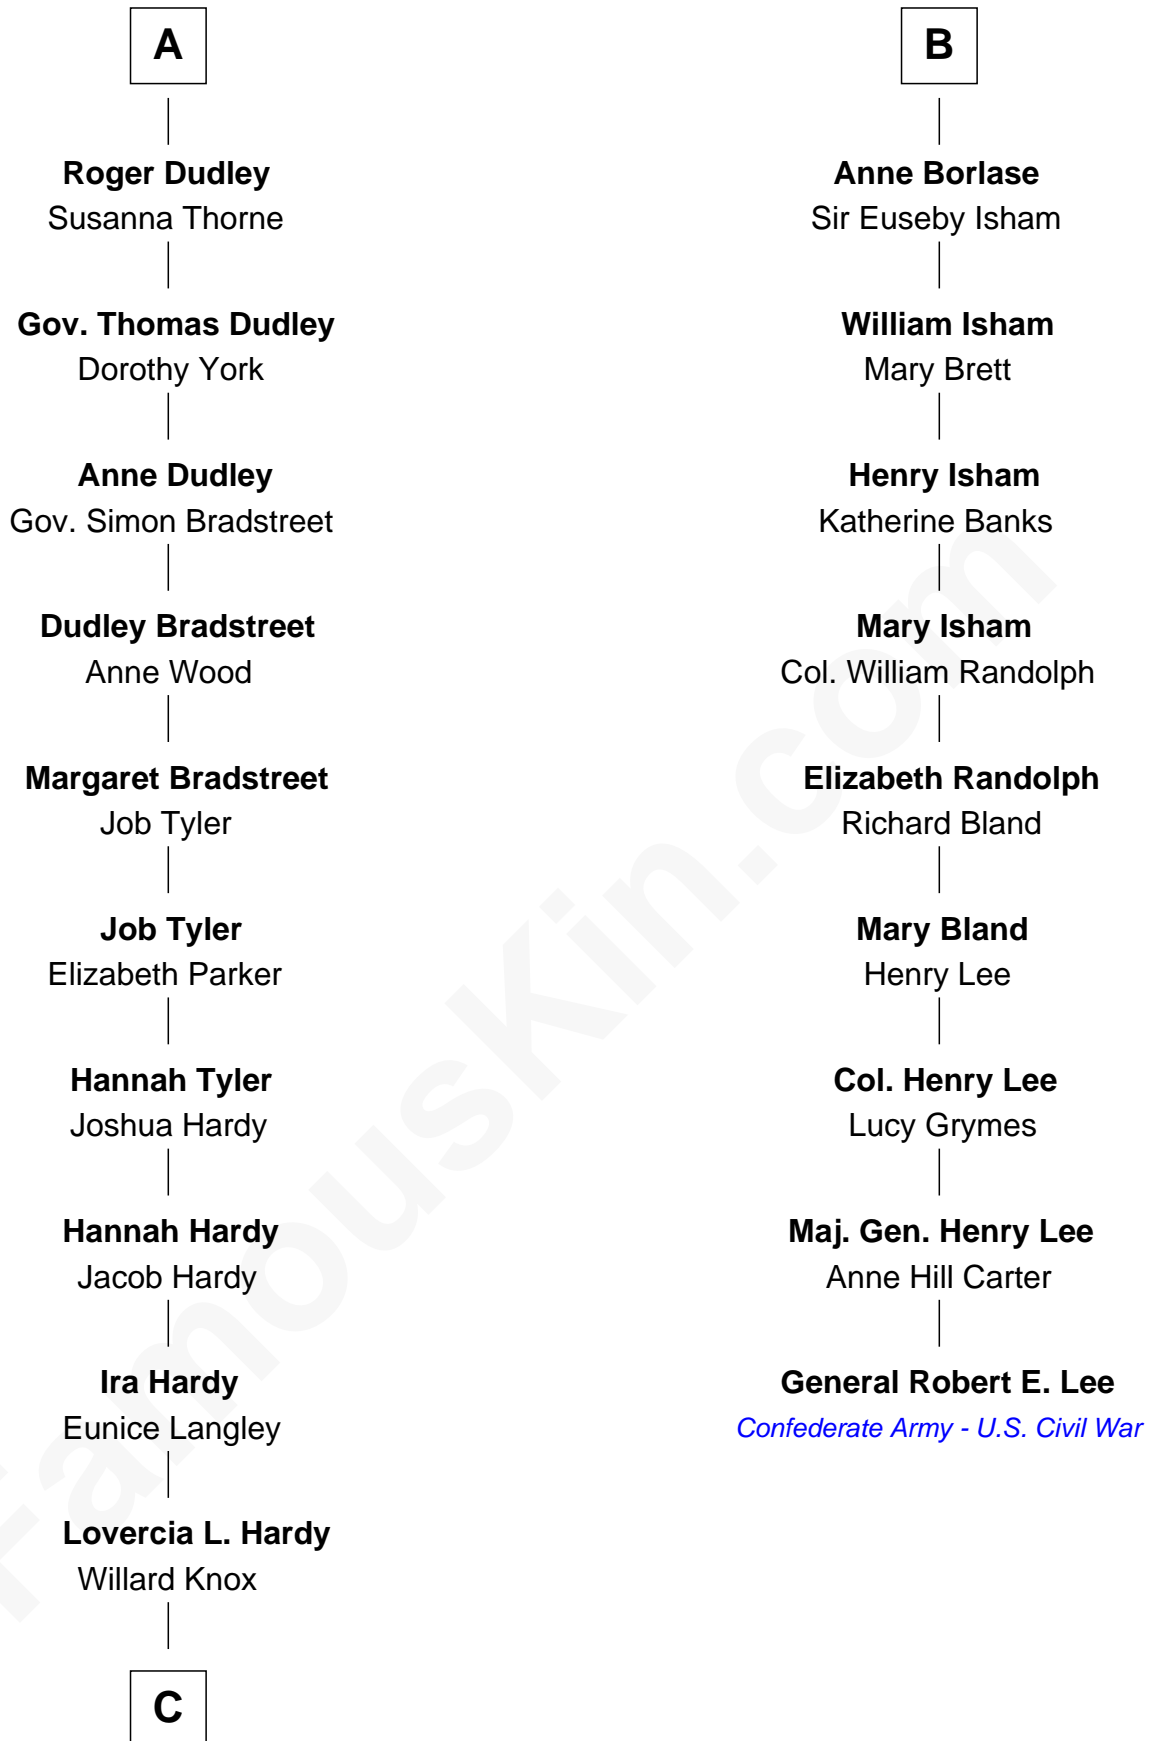 A
Roger Dudley
Susanna Thorne
Gov. Thomas Dudley
Dorothy York
Anne Dudley
Gov. Simon Bradstreet
Dudley Bradstreet
Anne Wood
Margaret Bradstreet
Job Tyler
Job Tyler
Elizabeth Parker
Hannah Tyler
Joshua Hardy
Hannah Hardy
Jacob Hardy
Ira Hardy
Eunice Langley
Lovercia L. Hardy
Willard Knox
C
B
Anne Borlase
Sir Euseby Isham
William Isham
Mary Brett
Henry Isham
Katherine Banks
Mary Isham
Col. William Randolph
Elizabeth Randolph
Richard Bland
Mary Bland
Henry Lee
Col. Henry Lee
Lucy Grymes
Maj. Gen. Henry Lee
Anne Hill Carter
General Robert E. Lee
Confederate Army - U.S. Civil War
FamousKin.com